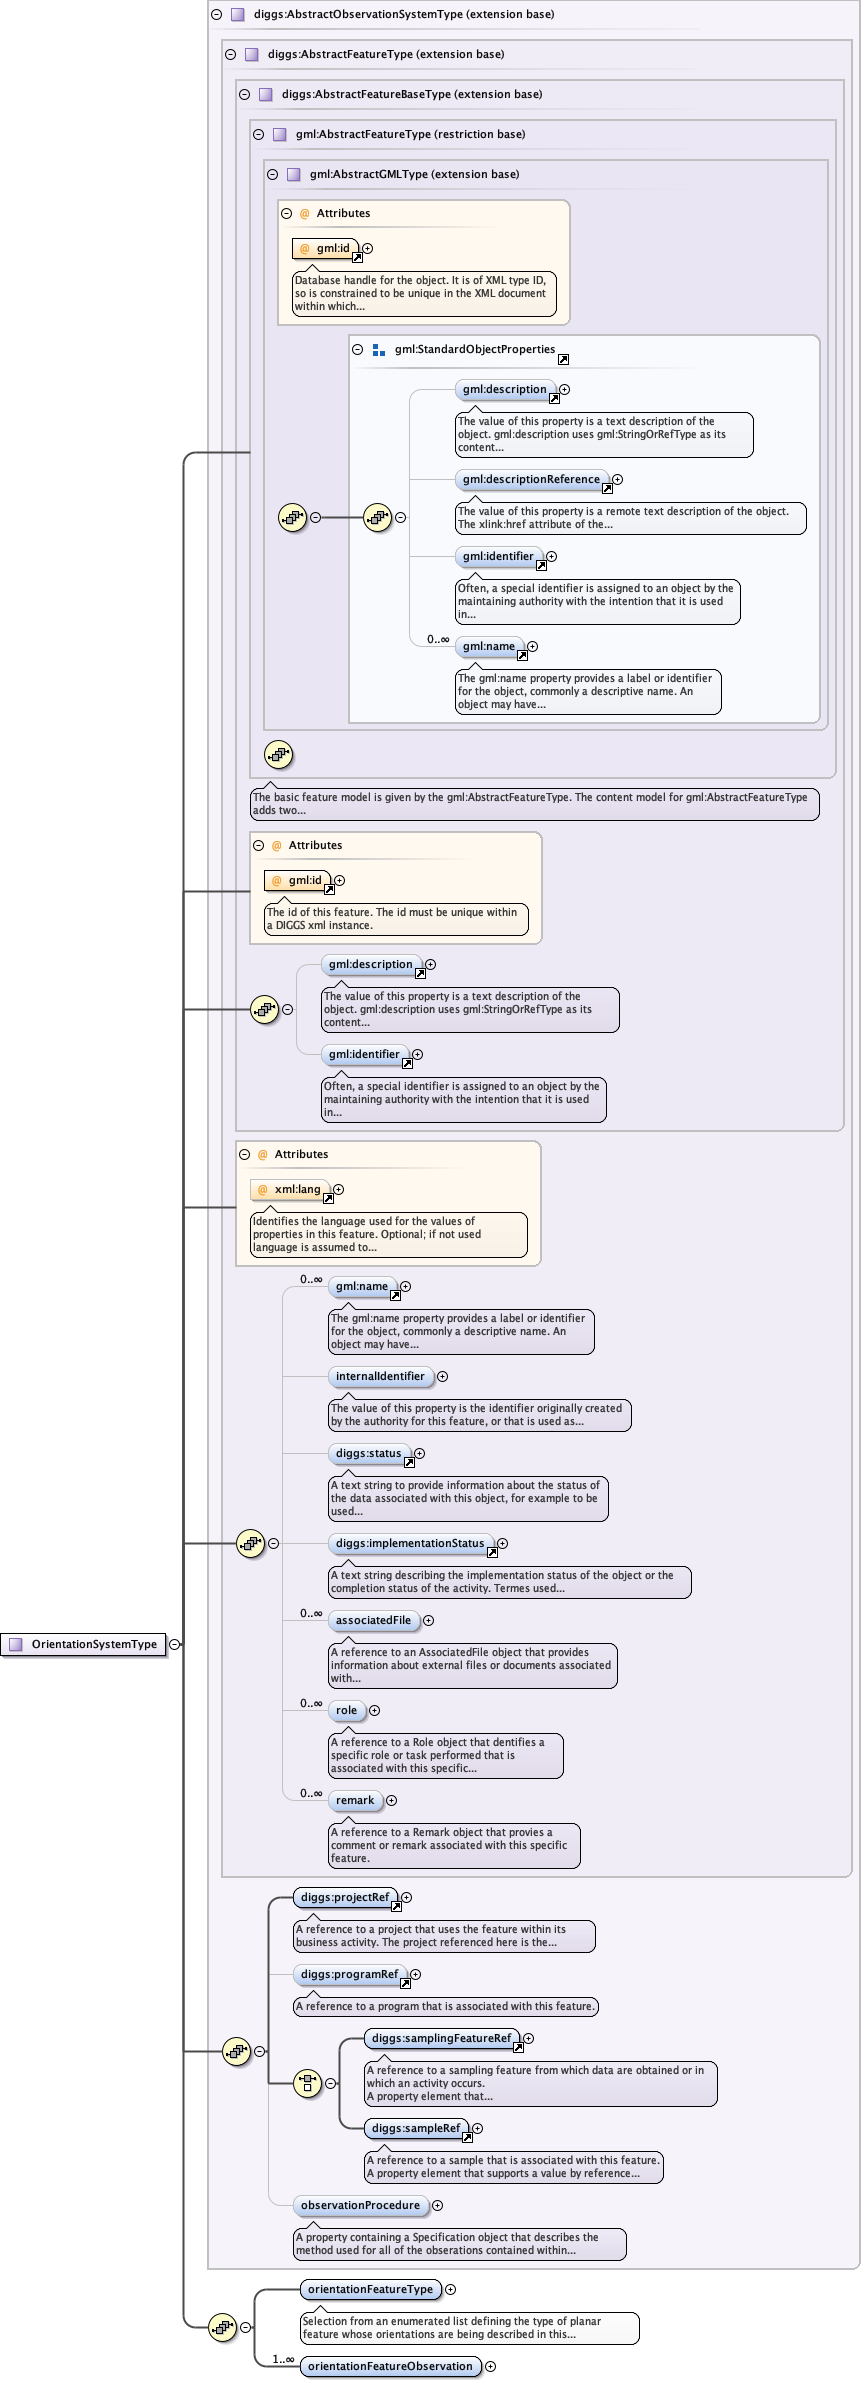 diggs:AbstractObservationSystemType (extension base)
diggs:AbstractFeatureType (extension base)
diggs:AbstractFeatureBaseType (extension base)
gml:AbstractFeatureType (restriction base)
gml:AbstractGMLType (extension base)
@ Attributes
@ gml:id
Database handle for the object. It is of XML type ID,
so is constrained to be unique in the XML document
within which...
gml:StandardObjectProperties
gml:description
The value of this property is a text description of the
object. gml:description uses gml:StringOrRefType as its
content...
gml:descriptionReference
The value of this property is a remote text description of the object.
The xlink:href attribute of the...
gml:identifier
Often, a special identifier is assigned to an object by the
maintaining authority with the intention that it is used
in...
0..∞
gml:name
The gml:name property provides a label or identifier
for the object, commonly a descriptive name. An
object may have...
The basic feature model is given by the gml:AbstractFeatureType. The content model for gml:AbstractFeatureType
adds two...
@ Attributes
@ gml:id
The id of this feature. The id must be unique within
a DIGGS xml instance.
gml:description
The value of this property is a text description of the
object. gml:description uses gml:StringOrRefType as its
content...
gml:identifier
Often, a special identifier is assigned to an object by the
maintaining authority with the intention that it is used
in...
@ Attributes
@ xml:lang
Identifies the language used for the values of
properties in this feature. Optional; if not used
language is assumed to...
0..∞
gml:name
The gml:name property provides a label or identifier
for the object, commonly a descriptive name. An
object may have...
internalIdentifier
The value of this property is the identifier originally created
by the authority for this feature, or that is used as...
diggs:status
A text string to provide information about the status of
the data associated with this object, for example to be
used...
diggs:implementationStatus
A text string describing the implementation status of the object or the
completion status of the activity. Termes used...
0..∞
associatedFile
A reference to an AssociatedFile object that provides
information about external files or documents associated
with...
OrientationSystemType
0..∞
role
A reference to a Role object that dentifies a
specific role or task performed that is
associated with this specific...
0..∞
remark
A reference to a Remark object that provies a
comment or remark associated with this specific
feature.
diggs:projectRef
A reference to a project that uses the feature within its
business activity. The project referenced here is the...
diggs:programRef
A reference to a program that is associated with this feature.
diggs:samplingFeatureRef
A reference to a sampling feature from which data are obtained or in
which an activity occurs.
A property element that...
diggs:sampleRef
A reference to a sample that is associated with this feature.
A property element that supports a value by reference...
observationProcedure
A property containing a Specification object that describes the
method used for all of the obserations contained within...
orientationFeatureType
Selection from an enumerated list defining the type of planar
feature whose orientations are being described in this...
1..∞
orientationFeatureObservation